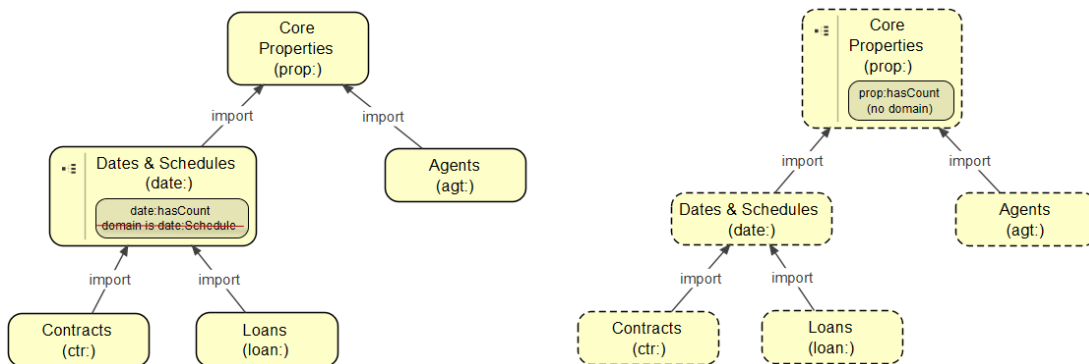 Core
Properties
(prop:)
import
import
Dates & Schedules
(date:)
date:hasCount
domain is date:Schedule
Agents
(agt:)
import
import
Contracts
(ctr:)
Loans
(loan:)
Core
Properties
(prop:)
prop:hasCount
(no domain)
import
import
Dates & Schedules
(date:)
Agents
(agt:)
import
import
Contracts
(ctr:)
Loans
(loan:)